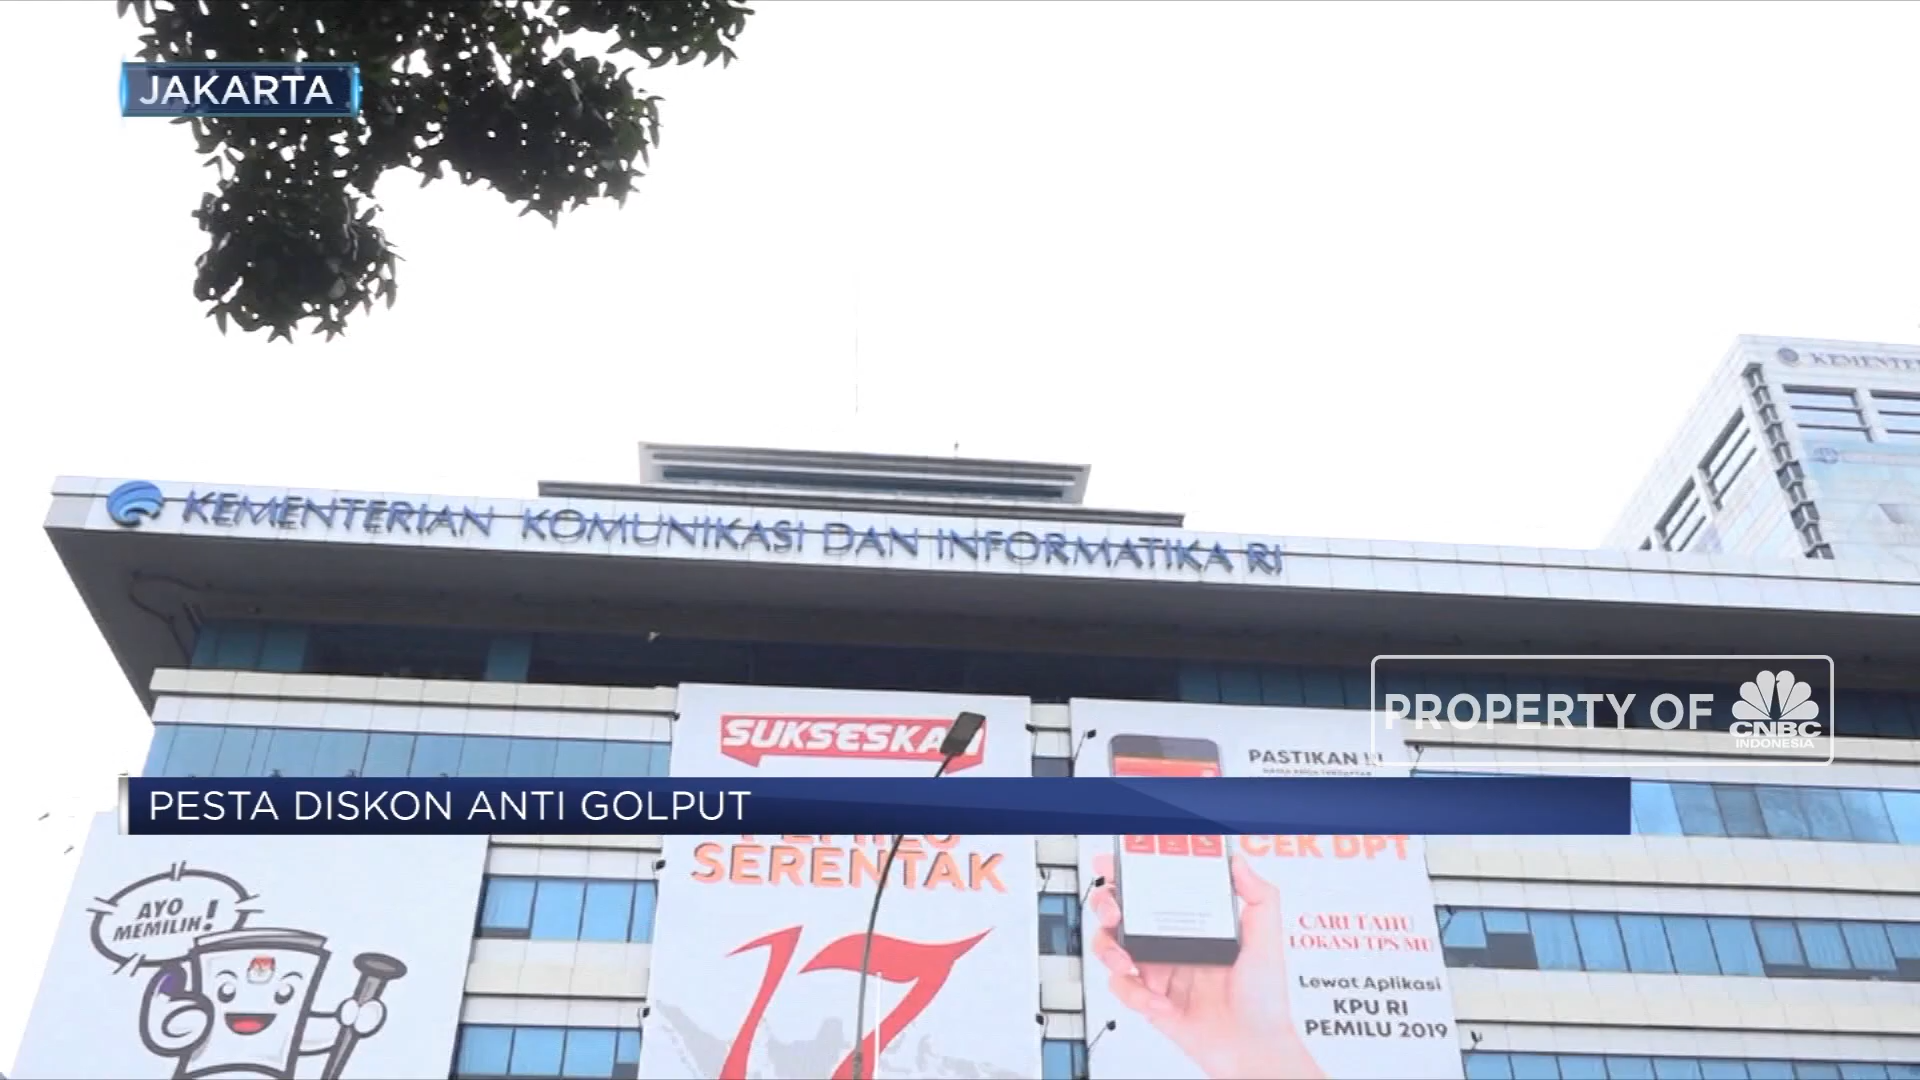 JAKARTA
KEMENTER
KEMENTERIAN KOMUNIKASI DAN INFORMATIKA RI
PROPERTY OF CNBC INDONESIA
SUKSESKAN
PASTIKAN !!!
PESTA DISKON ANTI GOLPUT
SERENTAK
CEK DPT
AYO
MEMILIH!
17
CARI TAHU
LOKASI TPS MU
Lewat Aplikasi
KPU RI
PEMILU 2019